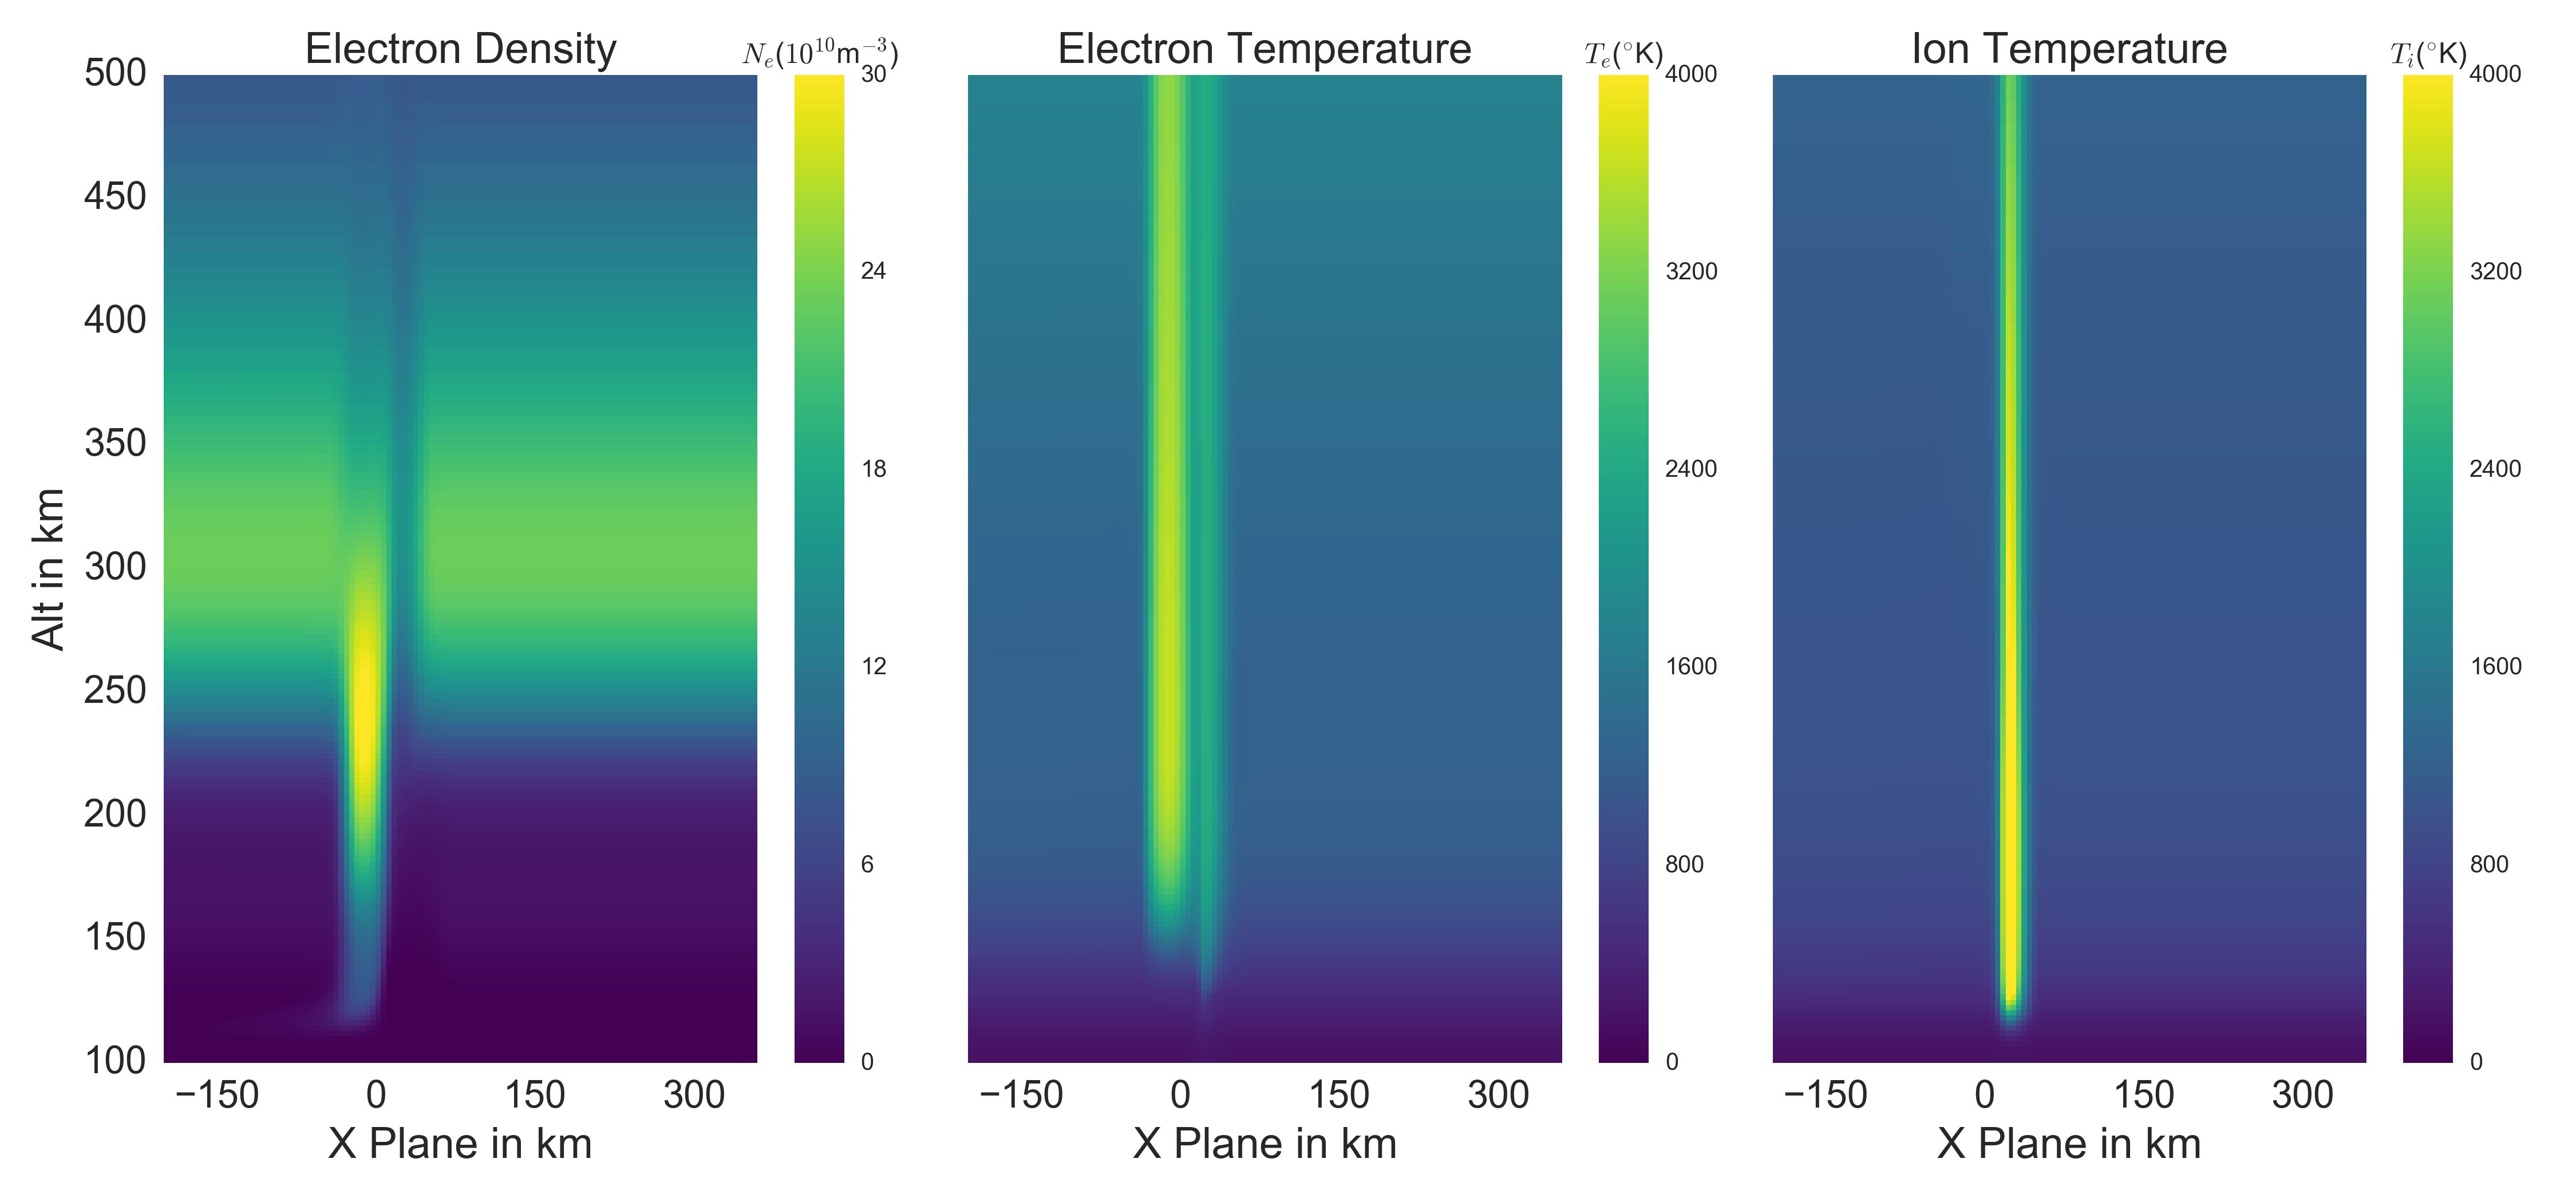 Electron Density
Nₑ(10¹⁰m⁻³)
500
450
400
350
300
250
200
150
100
Alt in km
−150 0 150 300
X Plane in km
30
24
18
12
6
0
Electron Temperature
Tₑ(°K)
−150 0 150 300
X Plane in km
4000
3200
2400
1600
800
0
Ion Temperature
Tᵢ(°K)
−150 0 150 300
X Plane in km
4000
3200
2400
1600
800
0